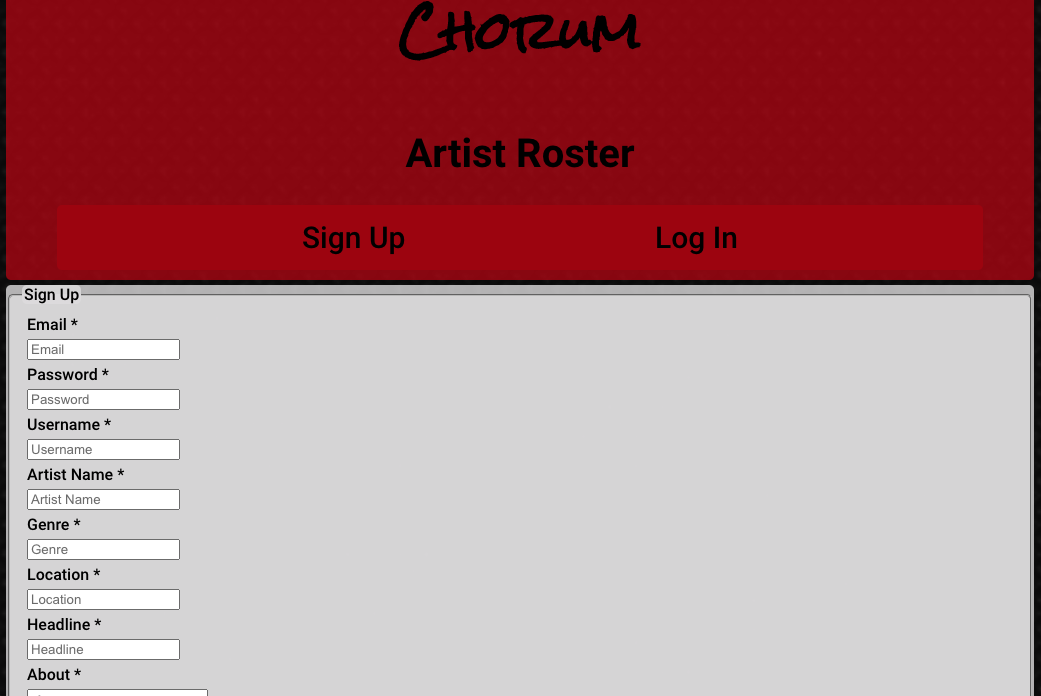 Chorum
Artist Roster
Sign Up Log In
Sign Up
Email *
Email
Password *
Password
Username *
Username
Artist Name *
Artist Name
Genre *
Genre
Location *
Location
Headline *
Headline
About *